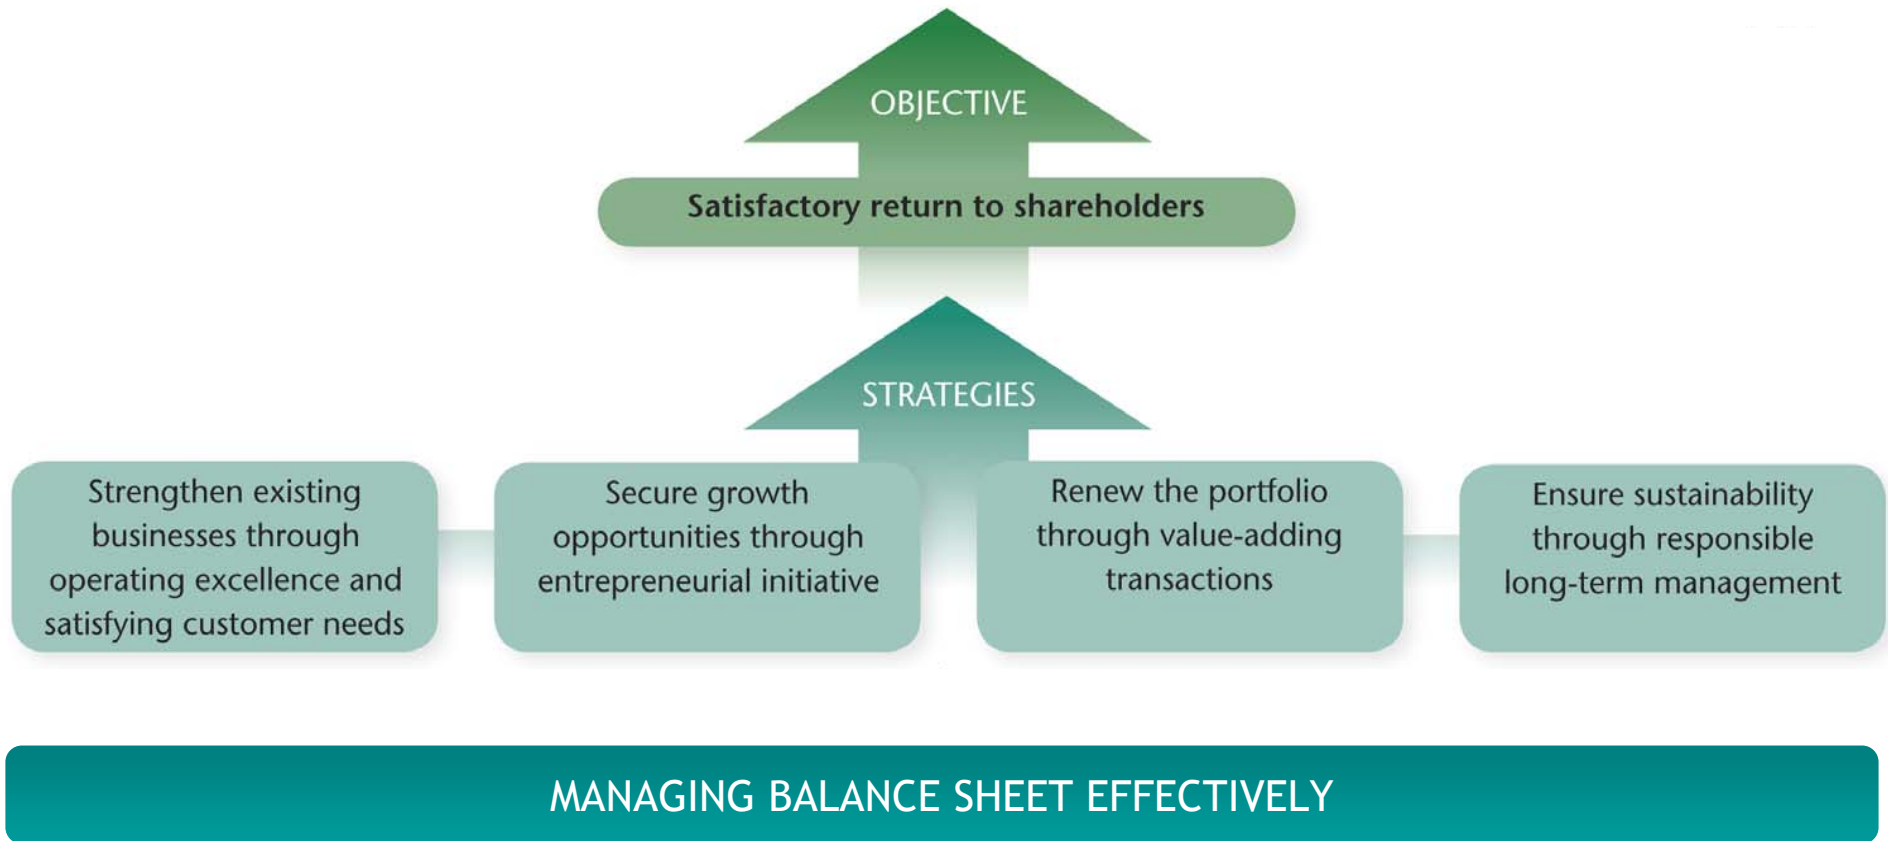 OBJECTIVE
Satisfactory return to shareholders
STRATEGIES
Strengthen existing
businesses through
operating excellence and
satisfying customer needs
Secure growth
opportunities through
entrepreneurial initiative
Renew the portfolio
through value-adding
transactions
Ensure sustainability
through responsible
long-term management
MANAGING BALANCE SHEET EFFECTIVELY